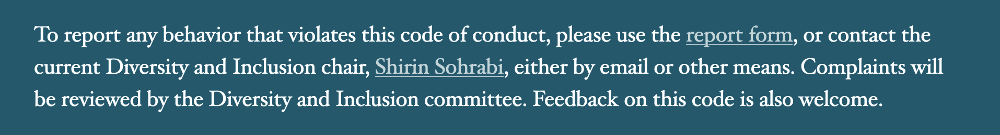 To report any behavior that violates this code of conduct, please use the report form, or contact the
current Diversity and Inclusion chair, Shirin Sohrabi, either by email or other means. Complaints will
be reviewed by the Diversity and Inclusion committee. Feedback on this code is also welcome.